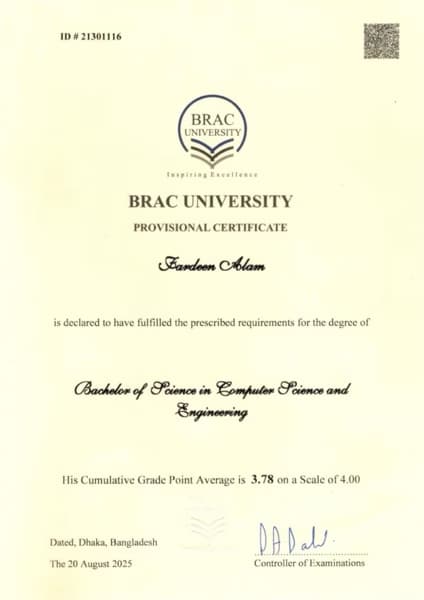 ID # 21301116
BRAC
UNIVERSITY
Inspiring Excellence
BRAC UNIVERSITY
PROVISIONAL CERTIFICATE
Fardeen Alam
is declared to have fulfilled the prescribed requirements for the degree of
Bachelor of Science in Computer Science and
Engineering
His Cumulative Grade Point Average is 3.78 on a Scale of 4.00
Dated, Dhaka, Bangladesh
The 20 August 2025
Controller of Examinations